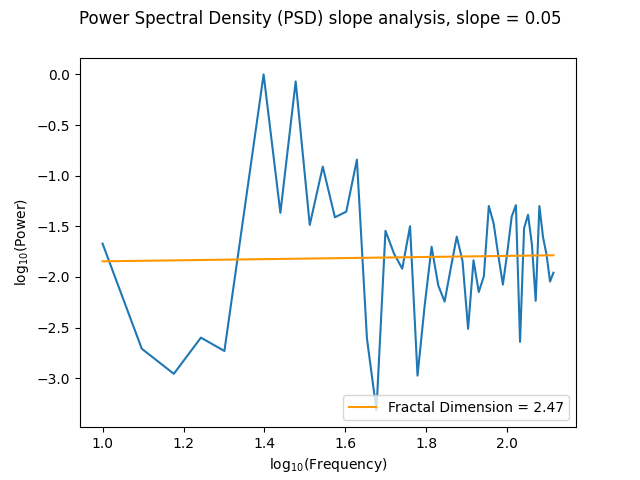 Power Spectral Density (PSD) slope analysis, slope = 0.05
0.0
−0.5
−1.0
−1.5
−2.0
−2.5
−3.0
log₁₀(Power)
Fractal Dimension = 2.47
1.0 1.2 1.4 1.6 1.8 2.0
log₁₀(Frequency)